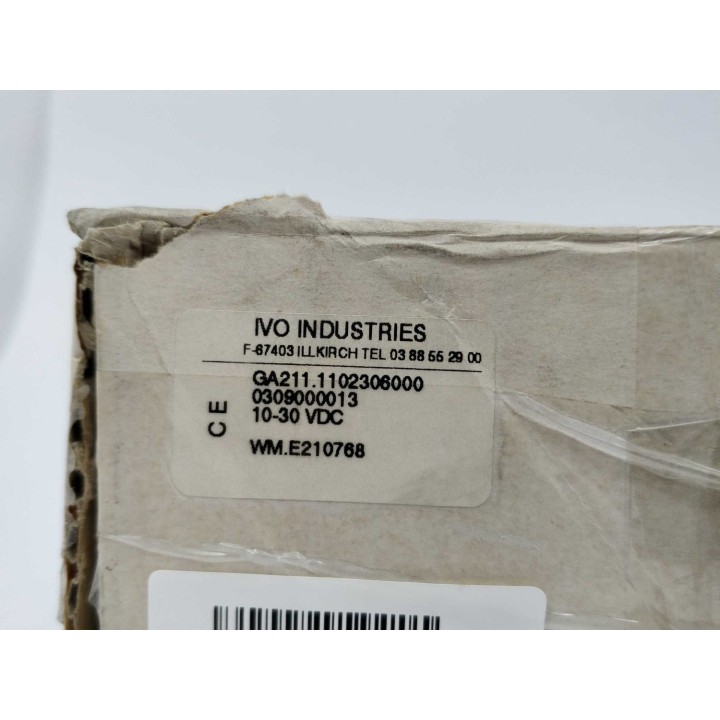 IVO INDUSTRIES
F-67403 ILLKIRCH TEL 03 88 55 29 00
GA211.1102306000
0309000013
CE 10-30 VDC
WM.E210768